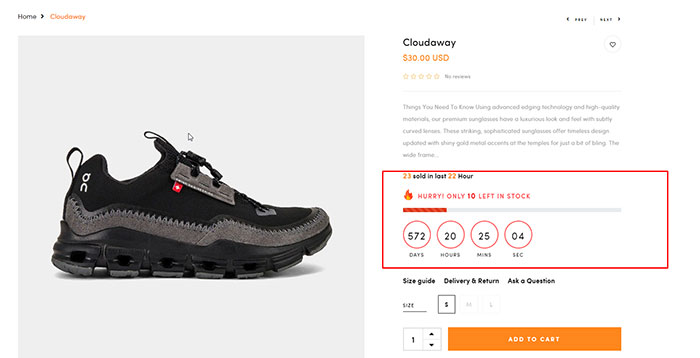 Home > Cloudaway
PREV
NEXT
Cloudaway
$30.00 USD
No reviews
Things You Need To Know Using advanced edging technology and high-quality
materials, our premium sunglasses have a luxurious look and feel with subtly
curved lenses. These striking, sophisticated sunglasses offer timeless design
updated with shiny gold metal accents at the temples for just a bit of bling. The
wide frame...
23 sold in last 22 Hour
HURRY! ONLY 10 LEFT IN STOCK
572 20 25 04
DAYS HOURS MINS SEC
Size guide Delivery & Return Ask a Question
SIZE S M L
1 ADD TO CART